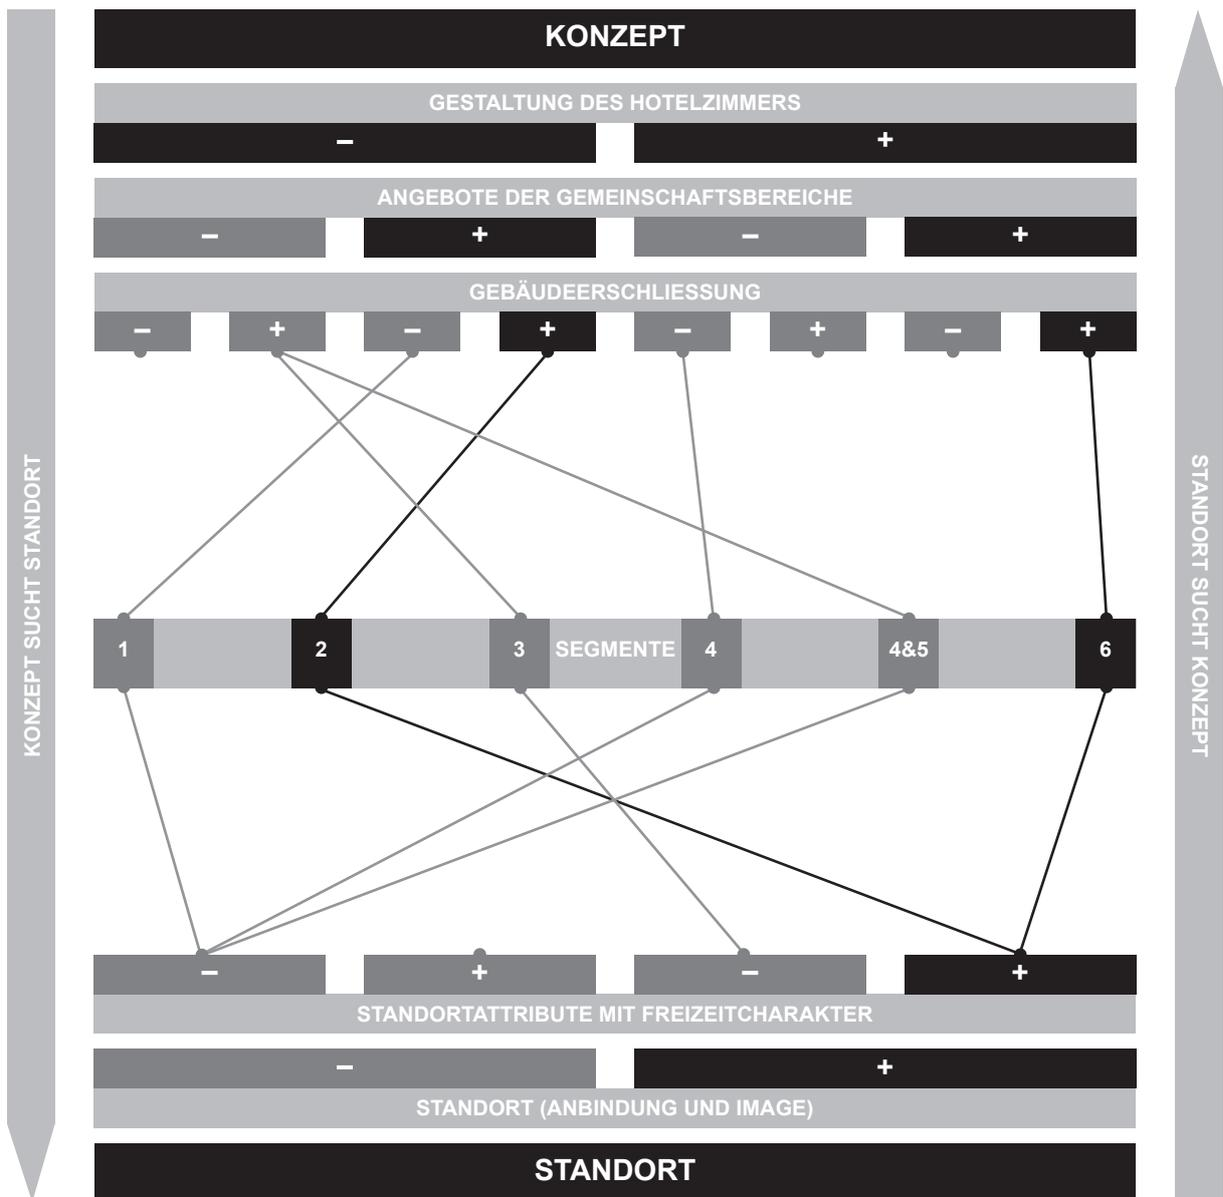 KONZEPT
GESTALTUNG DES HOTELZIMMERS
– +
ANGEBOTE DER GEMEINSCHAFTSBEREICHE
– + – +
GEBÄUDEERSCHLIESSUNG
– + – + – + – +
KONZEPT SUCHT STANDORT
1 2 3 SEGMENTE 4 4&5 6
STANDORT SUCHT KONZEPT
– + – +
STANDORTATTRIBUTE MIT FREIZEITCHARAKTER
– +
STANDORT (ANBINDUNG UND IMAGE)
STANDORT